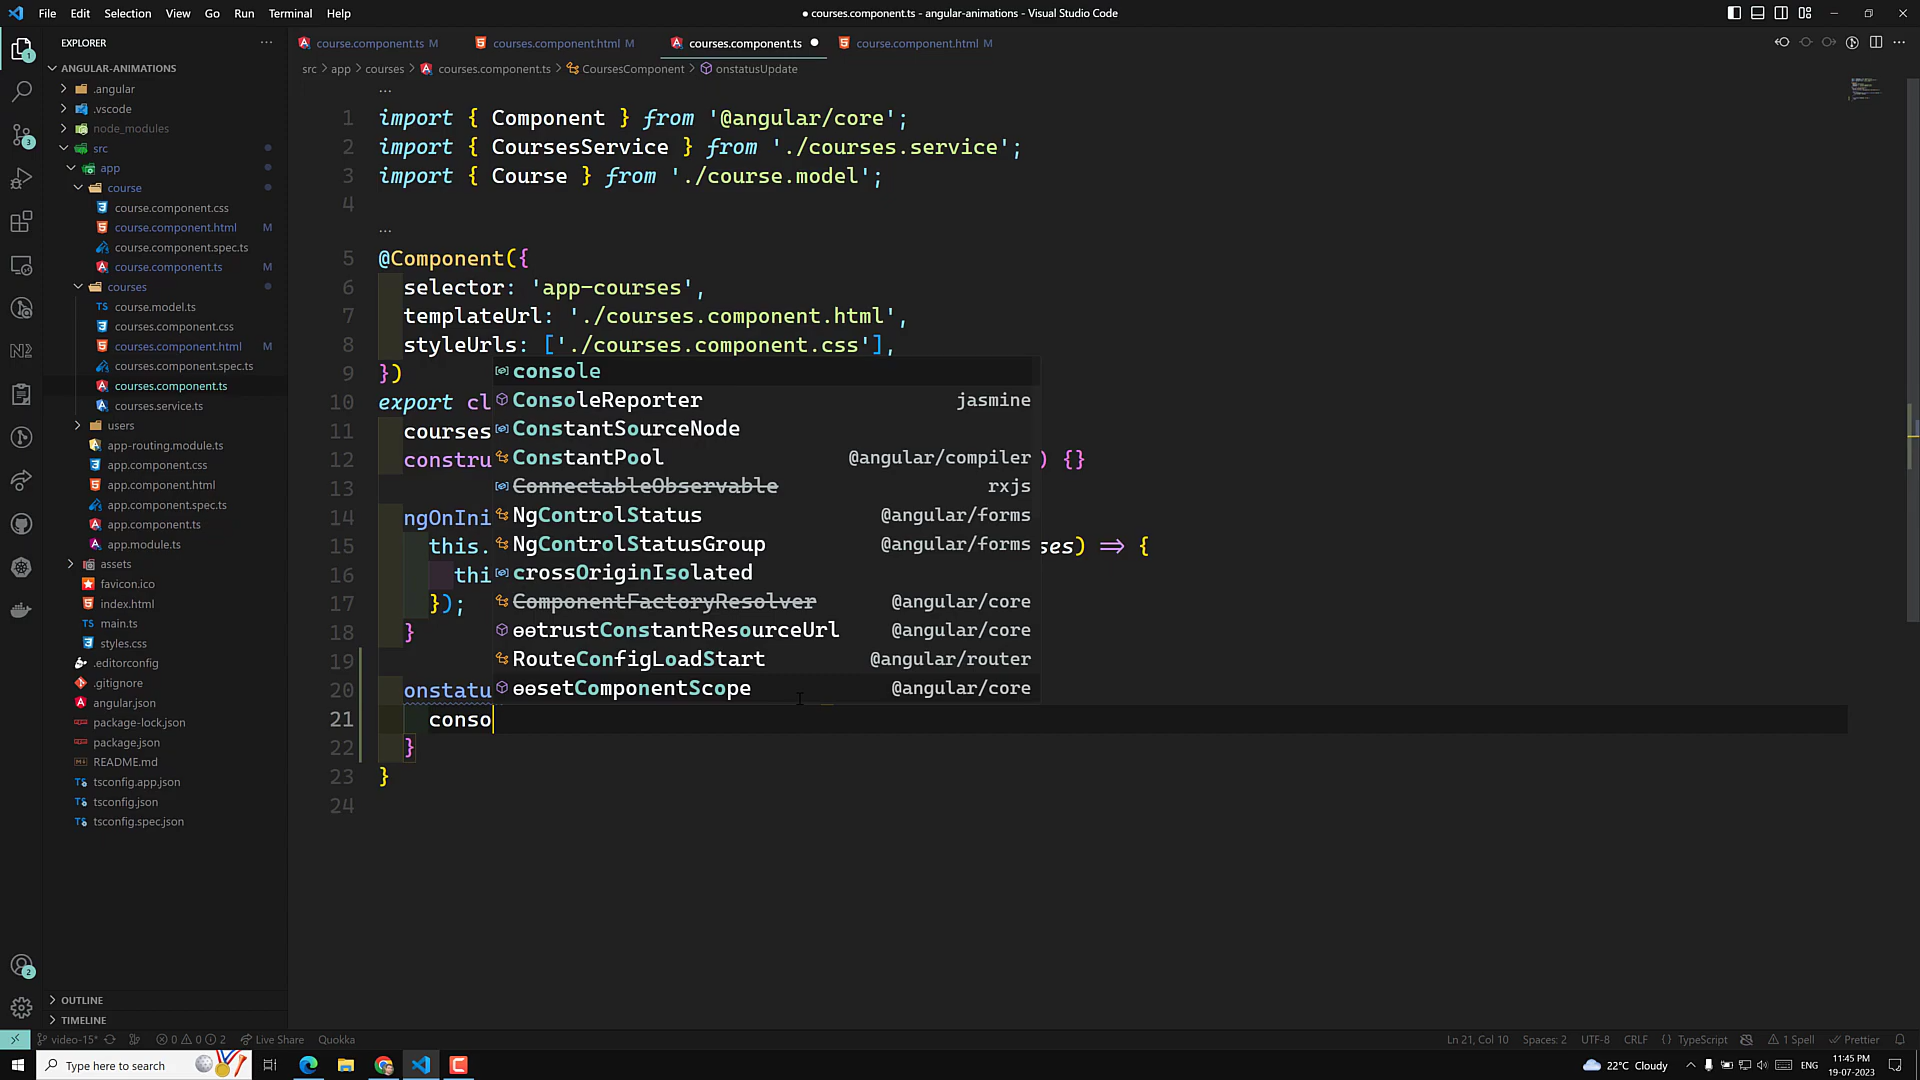 File Edit Selection View Go Run Terminal Help
● courses.component.ts - angular-animations - Visual Studio Code
EXPLORER
course.component.ts M
courses.component.html M
courses.component.ts
course.component.html M
src > app > courses > courses.component.ts > CoursesComponent > onstatusUpdate
ANGULAR-ANIMATIONS
.angular
.vscode
node_modules
src
app
course
course.component.css
course.component.html M
course.component.spec.ts
course.component.ts M
courses
course.model.ts
courses.component.css
courses.component.html M
courses.component.spec.ts
courses.component.ts
courses.service.ts
users
app-routing.module.ts
app.component.css
app.component.html
app.component.spec.ts
app.component.ts
app.module.ts
assets
favicon.ico
index.html
main.ts
styles.css
.editorconfig
.gitignore
angular.json
package-lock.json
package.json
README.md
tsconfig.app.json
tsconfig.json
tsconfig.spec.json
OUTLINE
TIMELINE
1 import { Component } from '@angular/core';
2 import { CoursesService } from './courses.service';
3 import { Course } from './course.model';
4
5 @Component({
6 selector: 'app-courses',
7 templateUrl: './courses.component.html',
8 styleUrls: ['./courses.component.css'],
9 })
10 export cl
11 courses
12 constru ) {}
13
14 ngOnIni
15 this. ses) => {
16 thi
17 });
18 }
19
20 onstatu
21 conso
22 }
23 }
24
console
ConsoleReporter jasmine
ConstantSourceNode
ConstantPool @angular/compiler
ConnectableObservable rxjs
NgControlStatus @angular/forms
NgControlStatusGroup @angular/forms
crossOriginIsolated
ComponentFactoryResolver @angular/core
ɵɵtrustConstantResourceUrl @angular/core
RouteConfigLoadStart @angular/router
ɵɵsetComponentScope @angular/core
video-15* 0 0 2 Live Share Quokka
Ln 21, Col 10 Spaces: 2 UTF-8 CRLF {} TypeScript 1 Spell Prettier
Type here to search
22°C Cloudy ENG 11:45 PM
19-07-2023